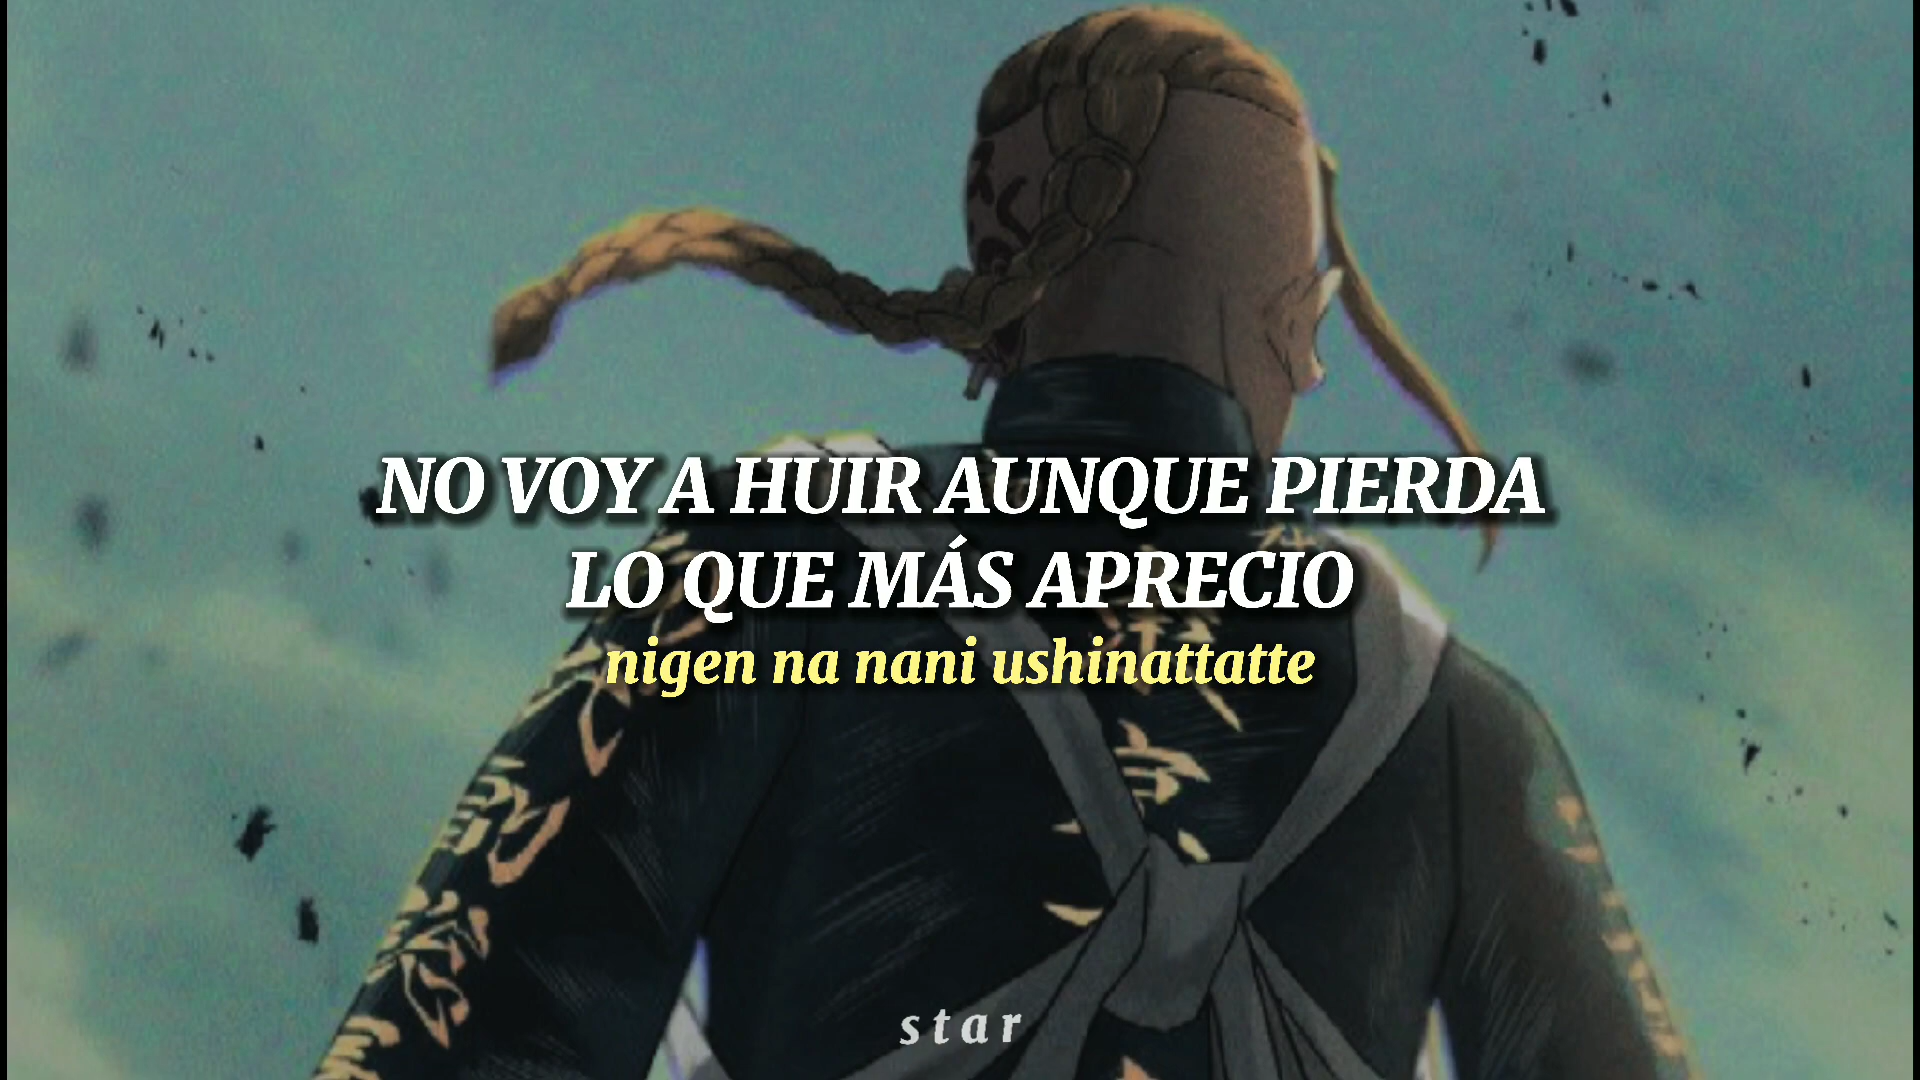 NO VOY A HUIR AUNQUE PIERDA
LO QUE MÁS APRECIO
nigen na nani ushinattatte
star